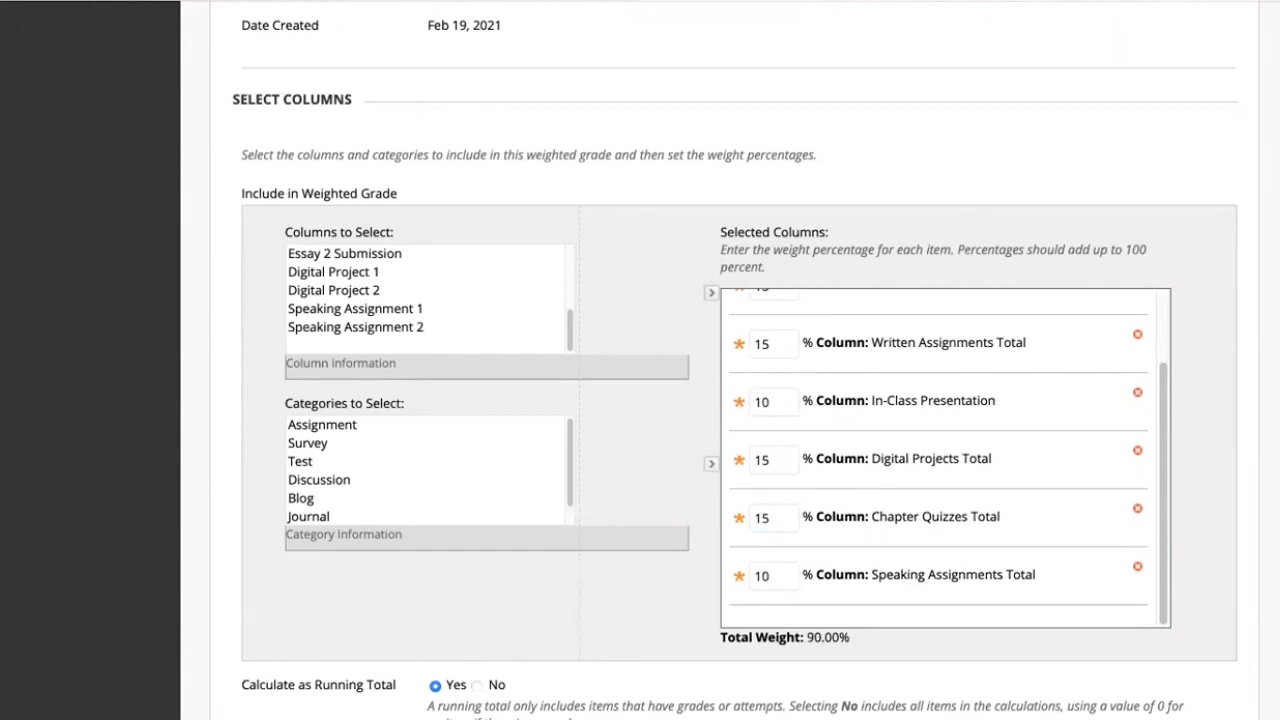 Date Created Feb 19, 2021
SELECT COLUMNS
Select the columns and categories to include in this weighted grade and then set the weight percentages.
Include in Weighted Grade
Columns to Select:
Essay 2 Submission
Digital Project 1
Digital Project 2
Speaking Assignment 1
Speaking Assignment 2
Column Information
Categories to Select:
Assignment
Survey
Test
Discussion
Blog
Journal
Category Information
Selected Columns:
Enter the weight percentage for each item. Percentages should add up to 100
percent.
* 15 % Column: Written Assignments Total
* 10 % Column: In-Class Presentation
* 15 % Column: Digital Projects Total
* 15 % Column: Chapter Quizzes Total
* 10 % Column: Speaking Assignments Total
Total Weight: 90.00%
Calculate as Running Total Yes No
A running total only includes items that have grades or attempts. Selecting No includes all items in the calculations, using a value of 0 for